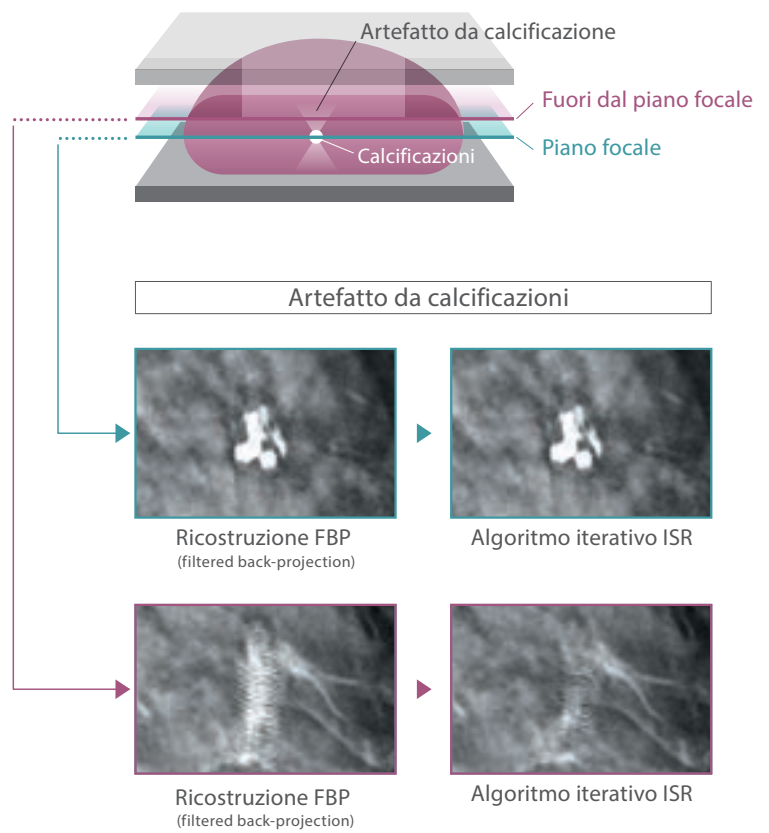 Artefatto da calcificazione
Fuori dal piano focale
Piano focale
Calcificazioni
Artefatto da calcificazioni
Ricostruzione FBP
(filtered back-projection)
Algoritmo iterativo ISR
Ricostruzione FBP
(filtered back-projection)
Algoritmo iterativo ISR